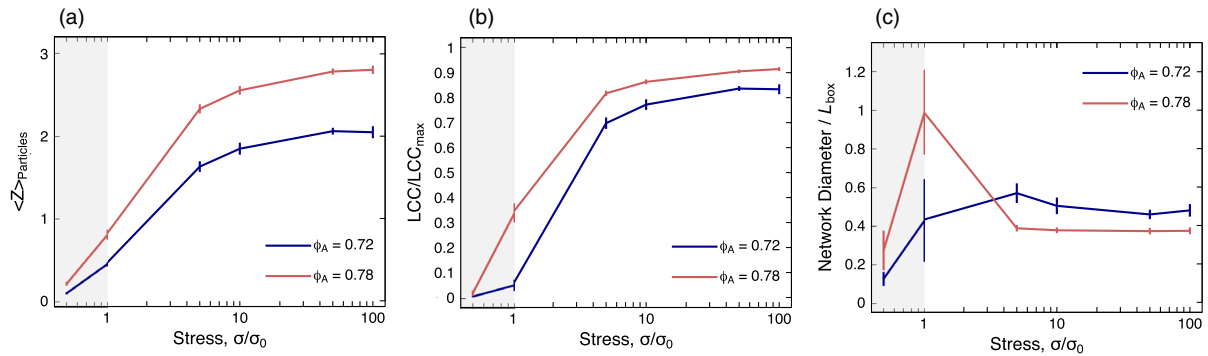 (a)
3
2
1
0
<Z>Particles
ϕA = 0.72
ϕA = 0.78
1
10
100
Stress, σ/σ0
(b)
1
0.9
0.8
0.7
0.6
0.5
0.4
0.3
0.2
0.1
0
LCC/LCCmax
ϕA = 0.72
ϕA = 0.78
1
10
100
Stress, σ/σ0
(c)
1.2
1
0.8
0.6
0.4
0.2
0
Network Diameter / Lbox
ϕA = 0.72
ϕA = 0.78
1
10
100
Stress, σ/σ0